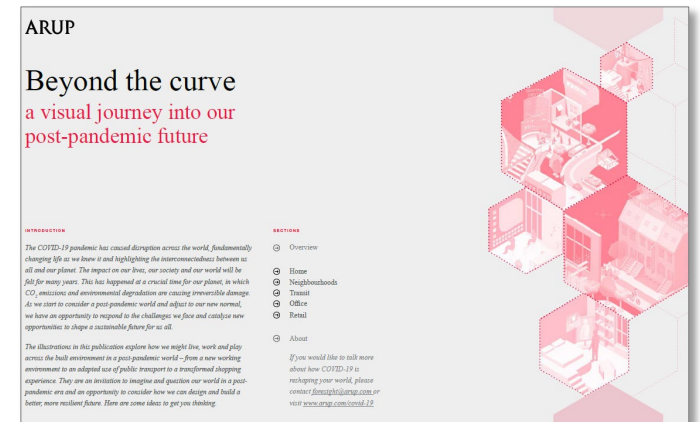 ARUP
Beyond the curve
a visual journey into our
post-pandemic future
INTRODUCTION
The COVID-19 pandemic has caused disruption across the world, fundamentally
changing life as we knew it and highlighting the interconnectedness between us
all and our planet. The impact on our lives, our society and our world will be
felt for many years. This has happened at a crucial time for our planet, in which
CO₂ emissions and environmental degradation are causing irreversible damage.
As we start to consider a post-pandemic world and adjust to our new normal,
we have an opportunity to respond to the challenges we face and catalyse new
opportunities to shape a sustainable future for us all.
The illustrations in this publication explore how we might live, work and play
across the built environment in a post-pandemic world – from a new working
environment to an adapted use of public transport to a transformed shopping
experience. They are an invitation to imagine and question our world in a post-
pandemic era and an opportunity to consider how we can design and build a
better, more resilient future. Here are some ideas to get you thinking.
SECTIONS
Overview
Home
Neighbourhoods
Transit
Office
Retail
About
If you would like to talk more
about how COVID-19 is
reshaping your world, please
contact foresight@arup.com or
visit www.arup.com/covid-19